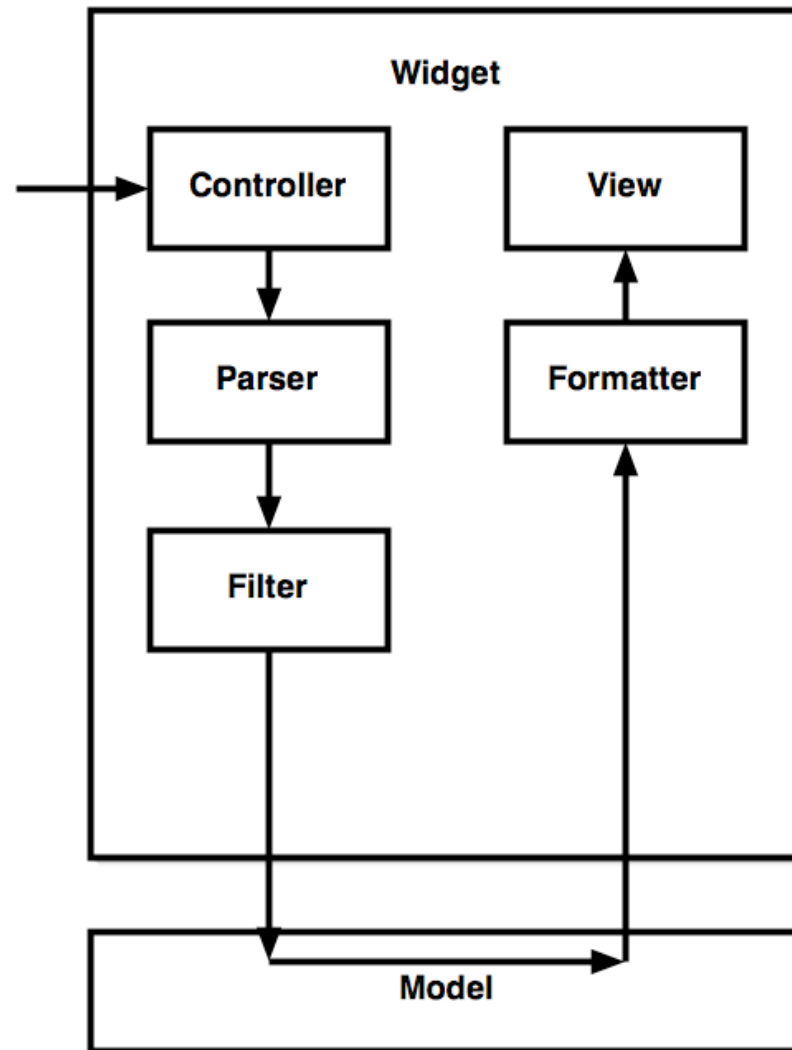 Widget
Controller
View
Parser
Formatter
Filter
Model